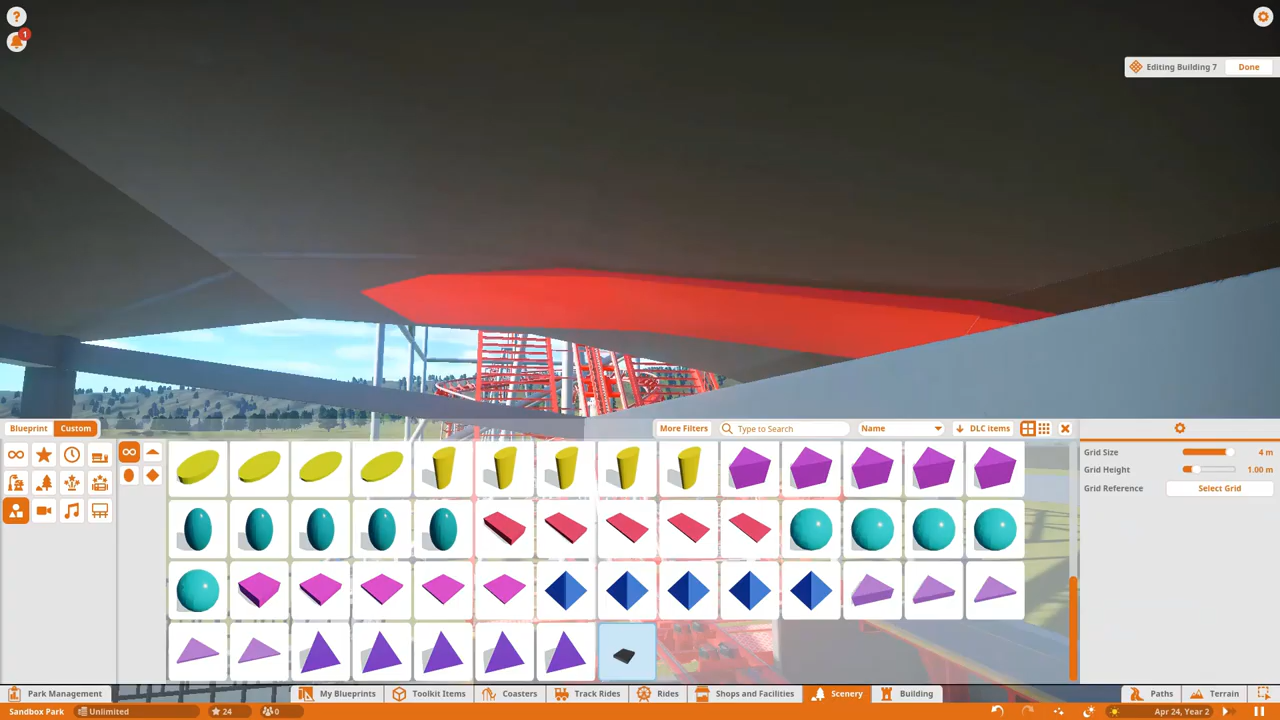 ?
1
Editing Building 7
Done
Blueprint
Custom
More Filters
Type to Search
Name
DLC items
Grid Size
4 m
Grid Height
1.00 m
Grid Reference
Select Grid
Park Management
My Blueprints
Toolkit Items
Coasters
Track Rides
Rides
Shops and Facilities
Scenery
Building
Paths
Terrain
Sandbox Park
Unlimited
24
0
Apr 24, Year 2